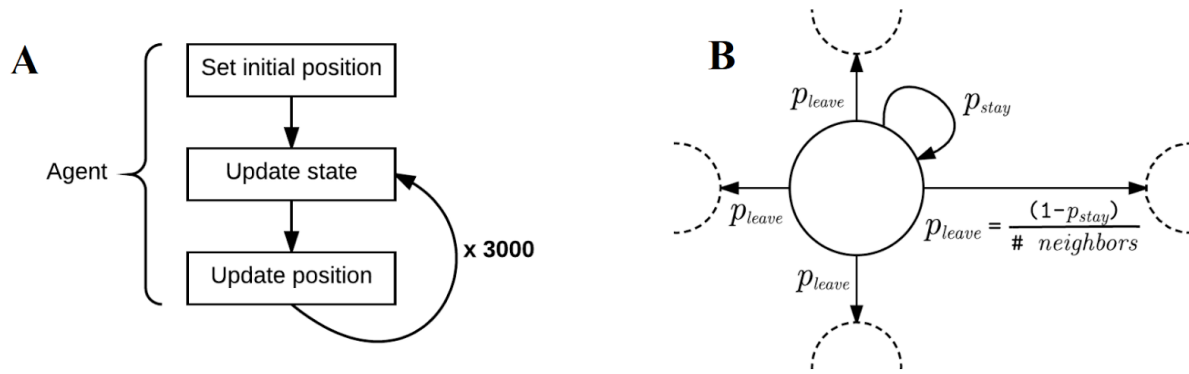 A
Set initial position
Agent
Update state
x 3000
Update position
B
p_leave
p_stay
p_leave
p_leave = (1-p_stay) / # neighbors
p_leave